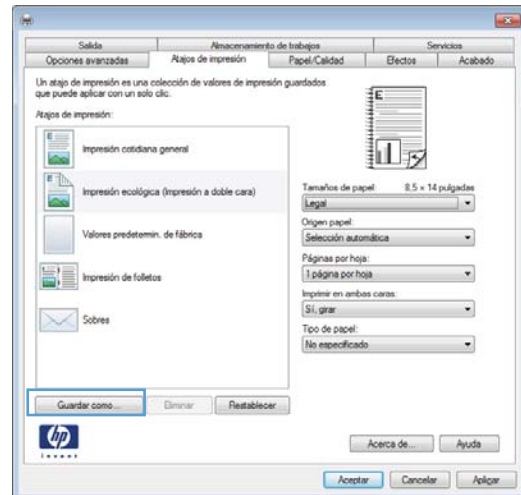 Salida Almacenamiento de trabajos Servicios
Opciones avanzadas Atajos de impresión Papel/Calidad Efectos Acabado
Un atajo de impresión es una colección de valores de impresión guardados
que puede aplicar con un solo clic.
Atajos de impresión:
Impresión cotidiana general
Impresión ecológica (Impresión a doble cara)
Valores predetermin. de fábrica
Impresión de folletos
Sobres
E
E
E
Tamaños de papel: 8,5 × 14 pulgadas
Legal
Origen papel:
Selección automática
Páginas por hoja:
1 página por hoja
Imprimir en ambas caras:
Sí, girar
Tipo de papel:
No especificado
Guardar como... Eliminar Restablecer
hp
invent
Acerca de... Ayuda
Aceptar Cancelar Aplicar